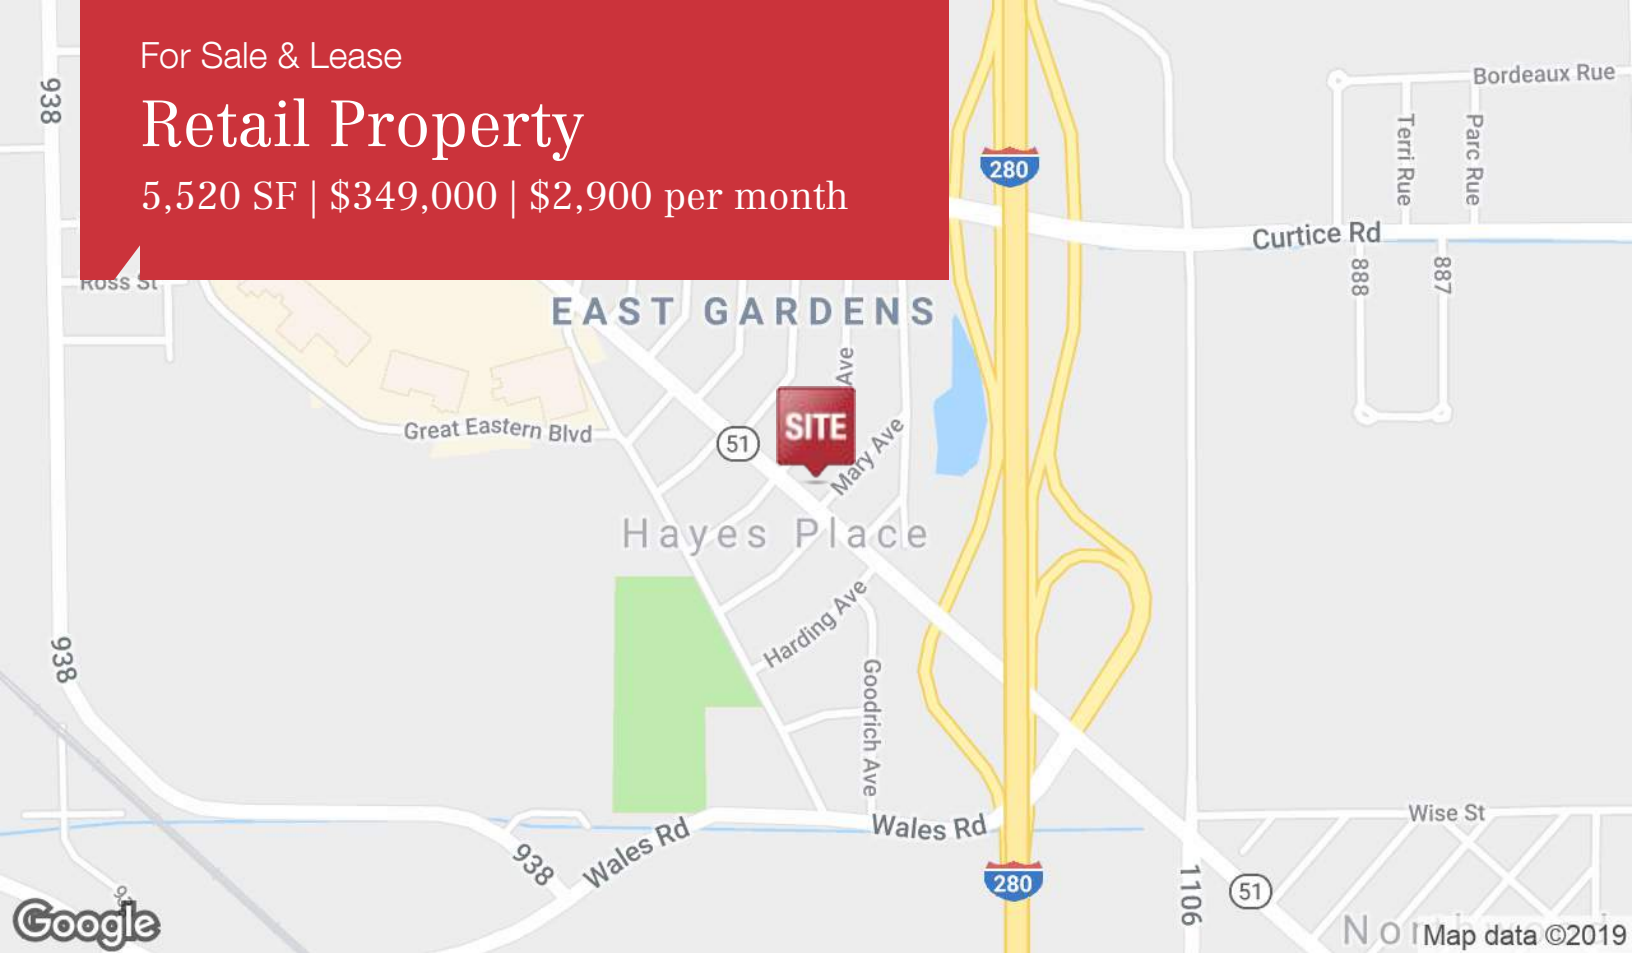 For Sale & Lease
Retail Property
5,520 SF | $349,000 | $2,900 per month
938
Bordeaux Rue
Terri Rue
Parc Rue
280
Curtice Rd
888
887
Ross St
EAST GARDENS
Ave
SITE
51
Mary Ave
Great Eastern Blvd
Hayes Place
Harding Ave
938
Goodrich Ave
Wales Rd
Wales Rd
938
Wise St
280
1106
51
Google
Map data ©2019